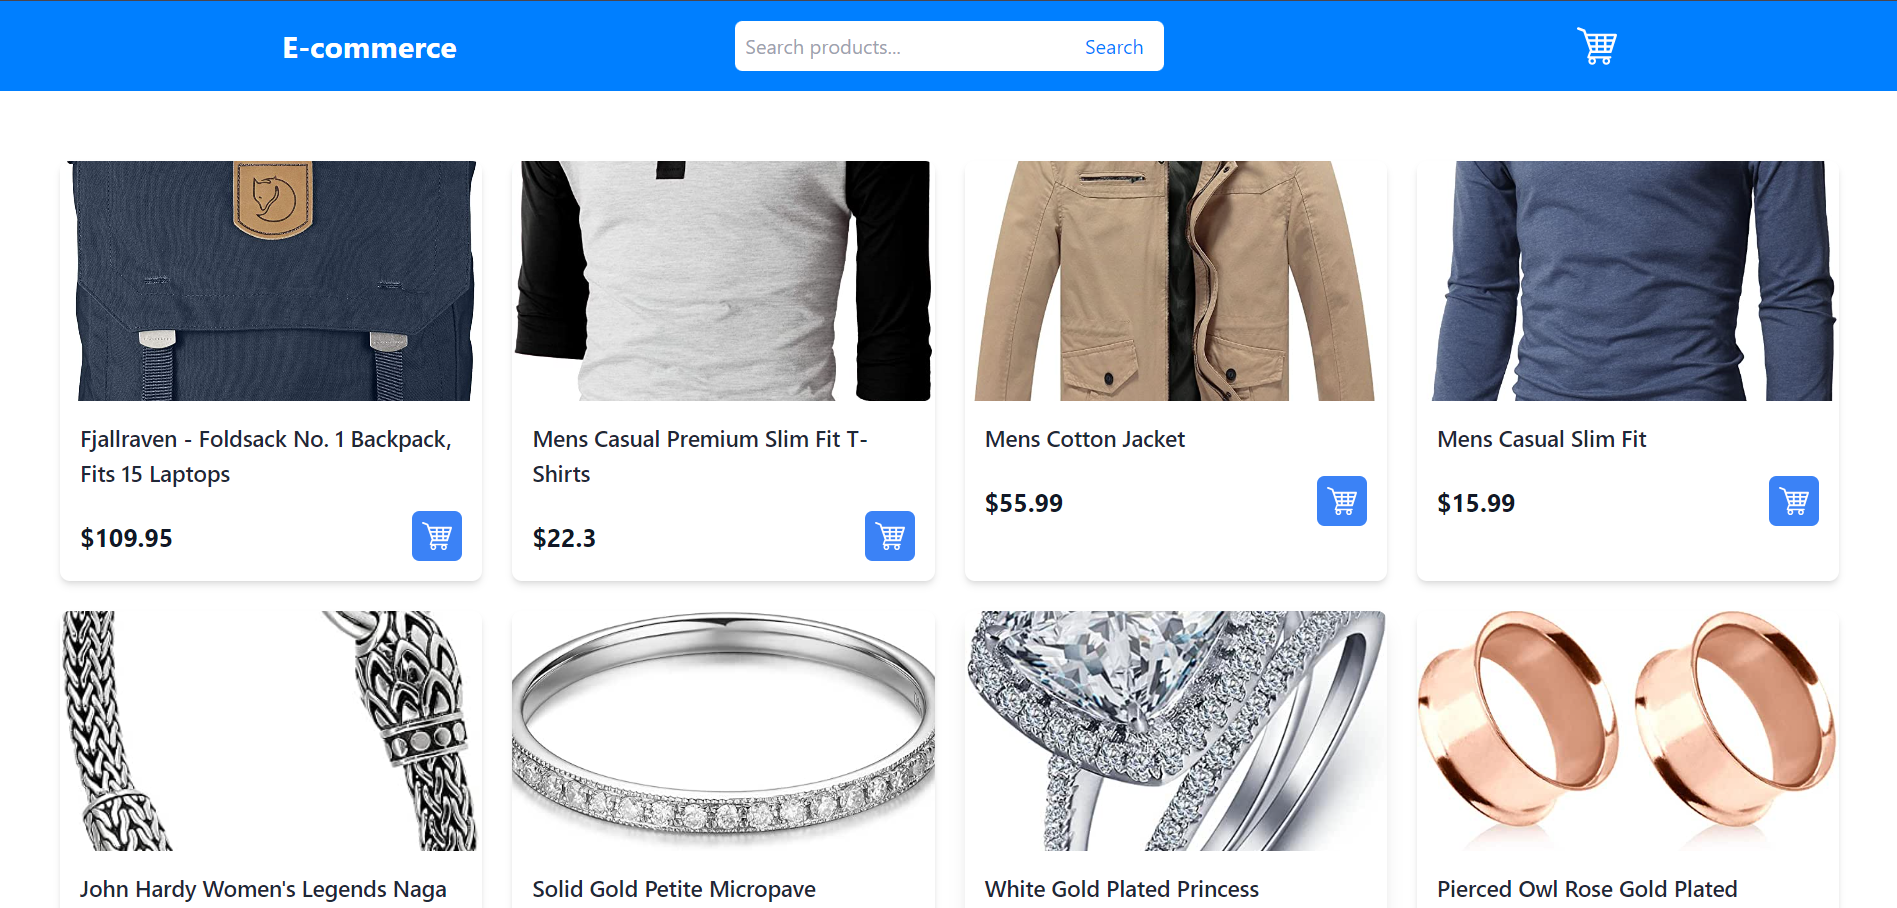 E-commerce
Search products...
Search
Fjallraven - Foldsack No. 1 Backpack,
Fits 15 Laptops
$109.95
Mens Casual Premium Slim Fit T-
Shirts
$22.3
Mens Cotton Jacket
$55.99
Mens Casual Slim Fit
$15.99
John Hardy Women's Legends Naga
Solid Gold Petite Micropave
White Gold Plated Princess
Pierced Owl Rose Gold Plated